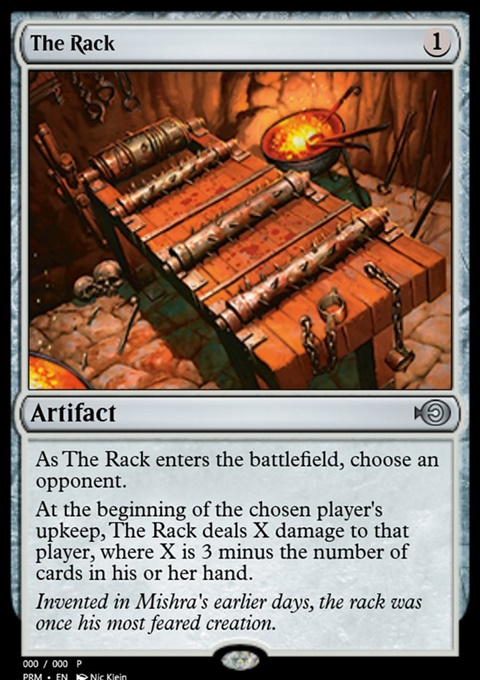 The Rack 1
Artifact
As The Rack enters the battlefield, choose an
opponent.
At the beginning of the chosen player's
upkeep, The Rack deals X damage to that
player, where X is 3 minus the number of
cards in his or her hand.
Invented in Mishra's earlier days, the rack was
once his most feared creation.
000 / 000 P
PRM • EN Nic Klein